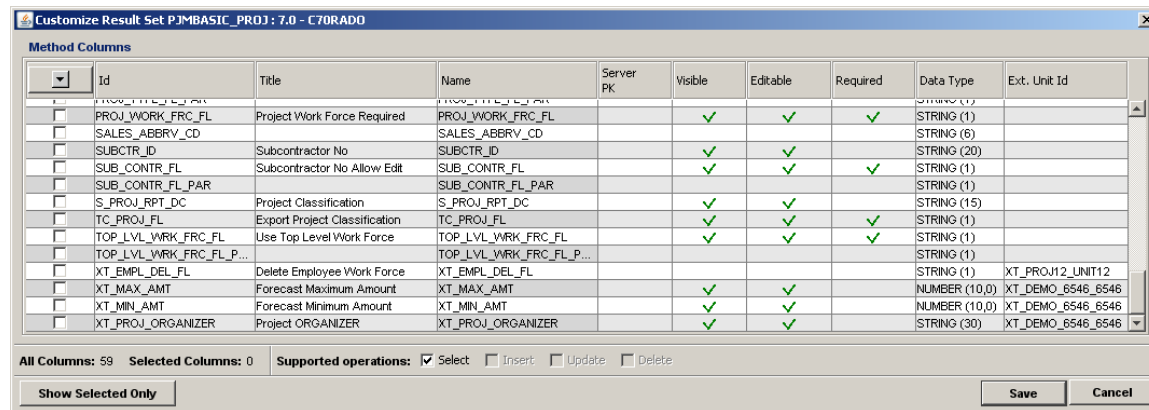 Customize Result Set PJMBASIC_PROJ : 7.0 - C70RADO
Method Columns
Id Title Name Server PK Visible Editable Required Data Type Ext. Unit Id
PROJ_WORK_FRC_FL Project Work Force Required PROJ_WORK_FRC_FL STRING (1)
SALES_ABBRV_CD SALES_ABBRV_CD STRING (6)
SUBCTR_ID Subcontractor No SUBCTR_ID STRING (20)
SUB_CONTR_FL Subcontractor No Allow Edit SUB_CONTR_FL STRING (1)
SUB_CONTR_FL_PAR SUB_CONTR_FL_PAR STRING (1)
S_PROJ_RPT_DC Project Classification S_PROJ_RPT_DC STRING (15)
TC_PROJ_FL Export Project Classification TC_PROJ_FL STRING (1)
TOP_LVL_WRK_FRC_FL Use Top Level Work Force TOP_LVL_WRK_FRC_FL STRING (1)
TOP_LVL_WRK_FRC_FL_P... TOP_LVL_WRK_FRC_FL_P... STRING (1)
XT_EMPL_DEL_FL Delete Employee Work Force XT_EMPL_DEL_FL STRING (1) XT_PROJ12_UNIT12
XT_MAX_AMT Forecast Maximum Amount XT_MAX_AMT NUMBER (10,0) XT_DEMO_6546_6546
XT_MIN_AMT Forecast Minimum Amount XT_MIN_AMT NUMBER (10,0) XT_DEMO_6546_6546
XT_PROJ_ORGANIZER Project ORGANIZER XT_PROJ_ORGANIZER STRING (30) XT_DEMO_6546_6546
All Columns: 59 Selected Columns: 0 Supported operations: Select Insert Update Delete
Show Selected Only Save Cancel